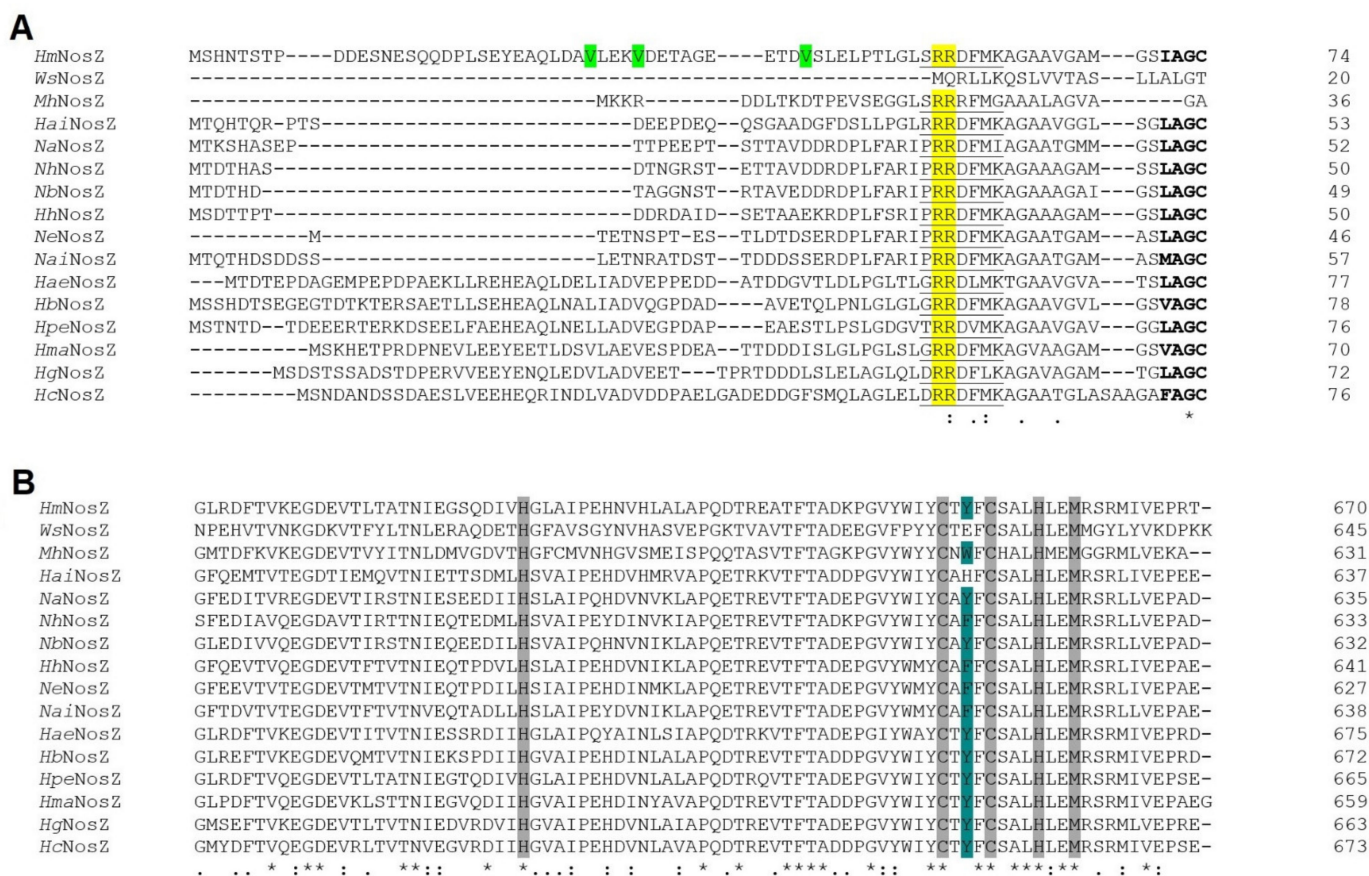 A
HmNosZ MSHNTSTP----DDESNESQQDPLSEYEAQLDAVLEKVDETAGE----ETDVSLELPTLGLSRRDFMKAGAAVGAM---GSIAGC 74
WsNosZ --------------------------------------------------------------MQRLLKQSLVVTAS---LLALGT 20
MhNosZ ----------------------------------MKKR--------DDLTKDTPEVSEGGLSRRRFMGAAALAGVA-------GA 36
HaiNosZ MTQHTQR-PTS--------------------------DEEPDEQ--QSGAADGFDSLLPGLRRRDFMKAGAAVGGL---SGLAGC 53
NaNosZ MTKSHASEP----------------------------TTPEEPT--STTAVDDRDPLFARIPRRDFMIAGAATGMM---GSLAGC 52
NhNosZ MTDTHAS------------------------------DTNGRST--ETTAVDDRDPLFARIPRRDFMKAGAAAGAM---SSLAGC 50
NbNosZ MTDTHD-------------------------------TAGGNST--RTAVEDDRDPLFARIPRRDFMKAGAAAGAI---GSLAGC 49
HhNosZ MSDTTPT------------------------------DDRDAID--SETAAEKRDPLFSRIPRRDFMKAGAAAGAM---GSLAGC 50
NeNosZ ----------M-----------------------TETNSPT-ES--TLDTDSERDPLFARIPRRDFMKAGAATGAM---ASLAGC 46
NaiNosZ MTQTHDSDDSS-----------------------LETNRATDST--TDDDSSERDPLFARIPRRDFMKAGAATGAM---ASMAGC 57
HaeNosZ ---MTDTEPDAGEMPEPDPAEKLLREHEAQLDELIADVEPPEDD--ATDDGVTLDLPGLTLGRRDLMKTGAAVGVA---TSLAGC 77
HbNosZ MSSHDTSEGEGTDTKTERSAETLLSEHEAQLNALIADVQGPDAD----AVETQLPNLGLGLGRRDFMKAGAAVGVL---GSVAGC 78
HpeNosZ MSTNTD--TDEEERTERKDSEELFAEHEAQLNELLADVEGPDAP----EAESTLPSLGDGVTRRDVMKAGAAVGAV---GGLAGC 76
HmaNosZ ----------MSKHETPRDPNEVLEEYEETLDSVLAEVESPDEA--TTDDDISLGLPGLSLGRRDFMKAGVAAGAM---GSVAGC 70
HgNosZ -------MSDSTSSADSTDPERVVEEYENQLEDVLADVEET---TPRTDDDLSLELAGLQLDRRDFLKAGAVAGAM---TGLAGC 72
HcNosZ ---------MSNDANDSSDAESLVEEHEQRINDLVADVDDPAELGADEDDGFSMQLAGLELDRRDFMKAGAATGLASAAGAFAGC 76
: .: . . *
B
HmNosZ GLRDFTVKEGDEVTLTATNIEGSQDIVHGLAIPEHNVHLALAPQDTREATFTADKPGVYWIYCTYFCSALHLEMRSRMIVEPRT- 670
WsNosZ NPEHVTVNKGDKVTFYLTNLERAQDETHGFAVSGYNVHASVEPGKTVAVTFTADEEGVFPYYCTEFCSALHLEMMGYLYVKDPKK 645
MhNosZ GMTDFKVKEGDEVTVYITNLDMVGDVTHGFCMVNHGVSMEISPQQTASVTFTAGKPGVYWYYCNWFCHALHMEMGGRMLVEKA-- 631
HaiNosZ GFQEMTVTEGDTIEMQVTNIETTSDMLHSVAIPEHDVHMRVAPQETRKVTFTADDPGVYWIYCAHFCSALHLEMRSRLIVEPEE- 637
NaNosZ GFEDITVREGDEVTIRSTNIESEEDIIHSVAIPQHDVNVKLAPQETREVTFTADEPGVYWIYCAYFCSALHLEMRSRLIVEPAD- 635
NhNosZ SFEDIAVQEGDAVTIRTTNIEQTEDMLHSVAIPEYDINVKIAPQETREVTFTADEPGVYWIYCAFFCSALHLEMRSRLLVEPAD- 633
NbNosZ GLEDIVVQEGDEVTIRSTNIEQEEDILHSVAIPQHNVNIKLAPQETREVTFTADEPGVYWIYCAYFCSALHLEMRSRLLVEPAD- 632
HhNosZ GFQEVTVQEGDEVTFTVTNIEQTPDVLHSLAIPEHDVNIKLAPQETREVTFTADEPGVYWMYCAFFCSALHLEMRSRLIVEPAE- 641
NeNosZ GFEEVTVTEGDEVTMTVTNIEQTPDILHSIAIPEHDINMKLAPQETREVTFTADEPGVYWMYCAFFCSALHLEMRSRLIVEPAE- 627
NaiNosZ GFTDVTVTEGDEVTFTVTNVEQTADLLHSLAIPEYDVNIKLAPQETREVTFTADEPGVYWMYCAFFCSALHLEMRSRLLVEPAE- 638
HaeNosZ GLRDFTVKEGDEVTITVTNIESSRDIIHGLAIPQYAINLSIAPQDTRKVTFTADEPGIYWAYCTYFCSALHLEMRSRMIVEPRD- 675
HbNosZ GLREFTVKEGDEVQMTVTNIEKSPDIIHGVAIPEHDINLALAPQDTREVTFTADDPGVYWIYCTYFCSALHLEMRSRMIVEPRD- 672
HpeNosZ GLRDFTVQEGDEVTLTATNIEGTQDIVHGLAIPEHDVNLALAPQDTRQVTFTADEPGVYWIYCTYFCSALHLEMRSRMIVEPSE- 665
HmaNosZ GLPDFTVQEGDEVKLSTTNIEGVQDIIHGVAIPEHDINYAVAPQDTREVTFTADDPGVYWIYCTYFCSALHLEMRSRMIVEPAEG 659
HgNosZ GMSEFTVKEGDEVTLTVTNIEDVRDVIHGVAIPEHDVNLAIAPQDTREVTFTADEPGVYWIYCTYFCSALHLEMRSRMIVEPRE- 663
HcNosZ GMYDFTVQEGDEVRLTVTNVEGVRDIIHGVAIPEHDINLALAPQDTREVTFTADEPGVYWIYCTYFCSALHLEMRSRMIVEPSE- 673
. .. * ** : **:: * *... : : * * **** **: ** ** ***:** . : *: